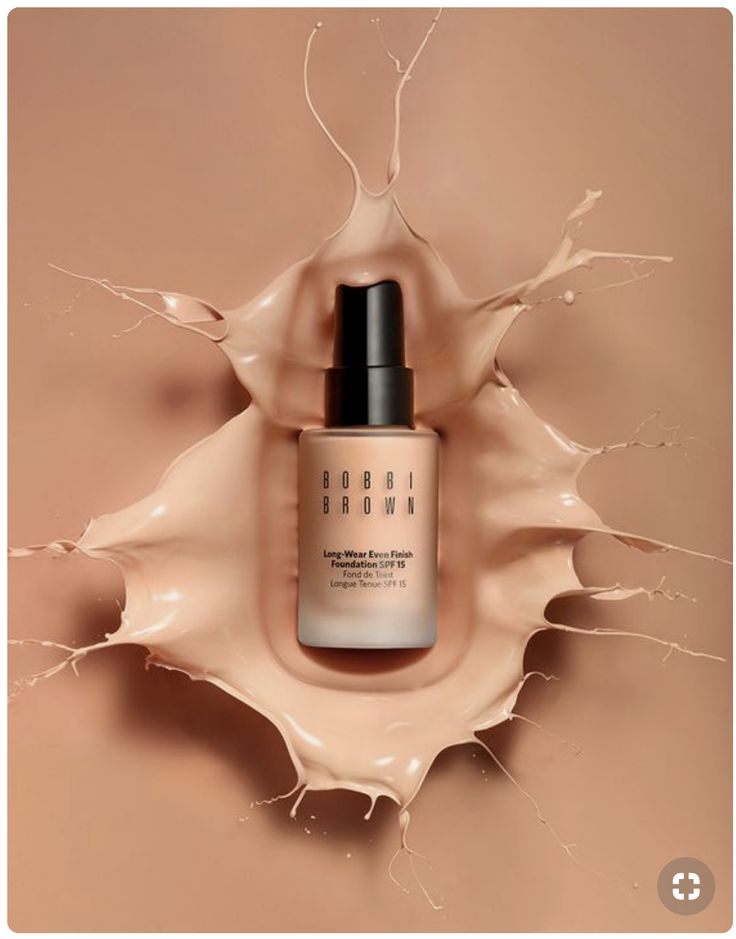 BOBBI
BROWN
Long-Wear Even Finish
Foundation SPF 15
Fond de Teint
Longue Tenue SPF 15